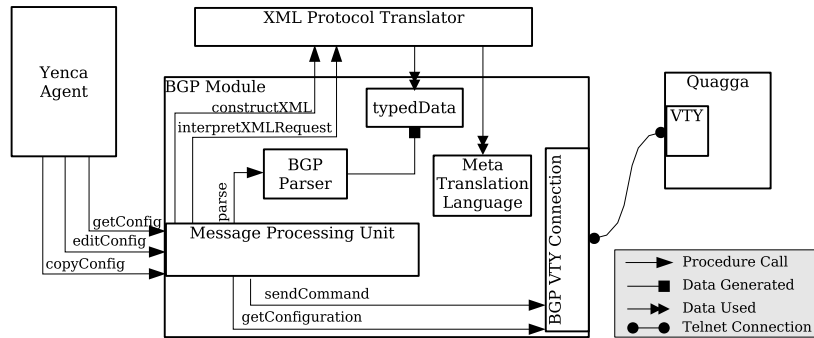 XML Protocol Translator
Yenca
Agent
BGP Module
Quagga
constructXML
typedData
VTY
interpretXMLRequest
BGP
Parser
Meta
Translation
Language
parse
BGP VTY Connection
getConfig
editConfig
copyConfig
Message Processing Unit
sendCommand
getConfiguration
Procedure Call
Data Generated
Data Used
Telnet Connection